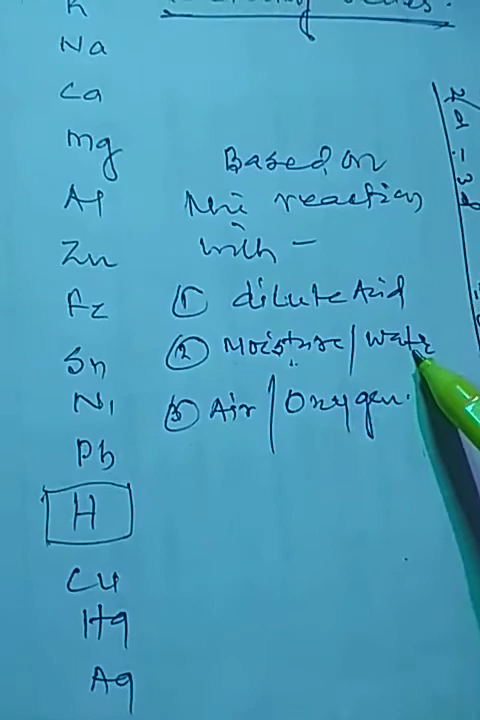 K
Na
Ca
Mg
Al
Zn
Fe
Sn
Ni
Pb
H
Cu
Hg
Ag
Based on
the reaction
with -
① dilute Acid
② Moisture / Water
③ Air / Oxygen.